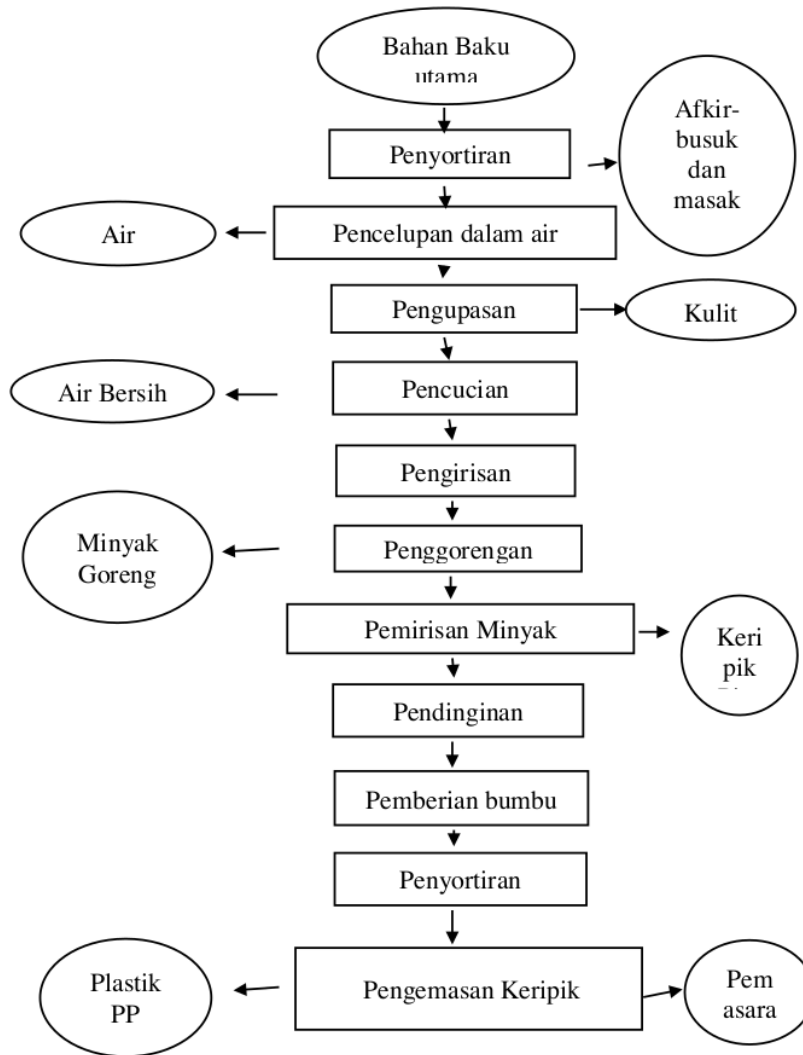 Bahan Baku
utama
Afkir-
busuk
dan
masak
Penyortiran
Air
Pencelupan dalam air
Pengupasan
Kulit
Air Bersih
Pencucian
Pengirisan
Minyak
Goreng
Penggorengan
Pemirisan Minyak
Keri
pik
Pendinginan
Pemberian bumbu
Penyortiran
Plastik
PP
Pengemasan Keripik
Pem
asara